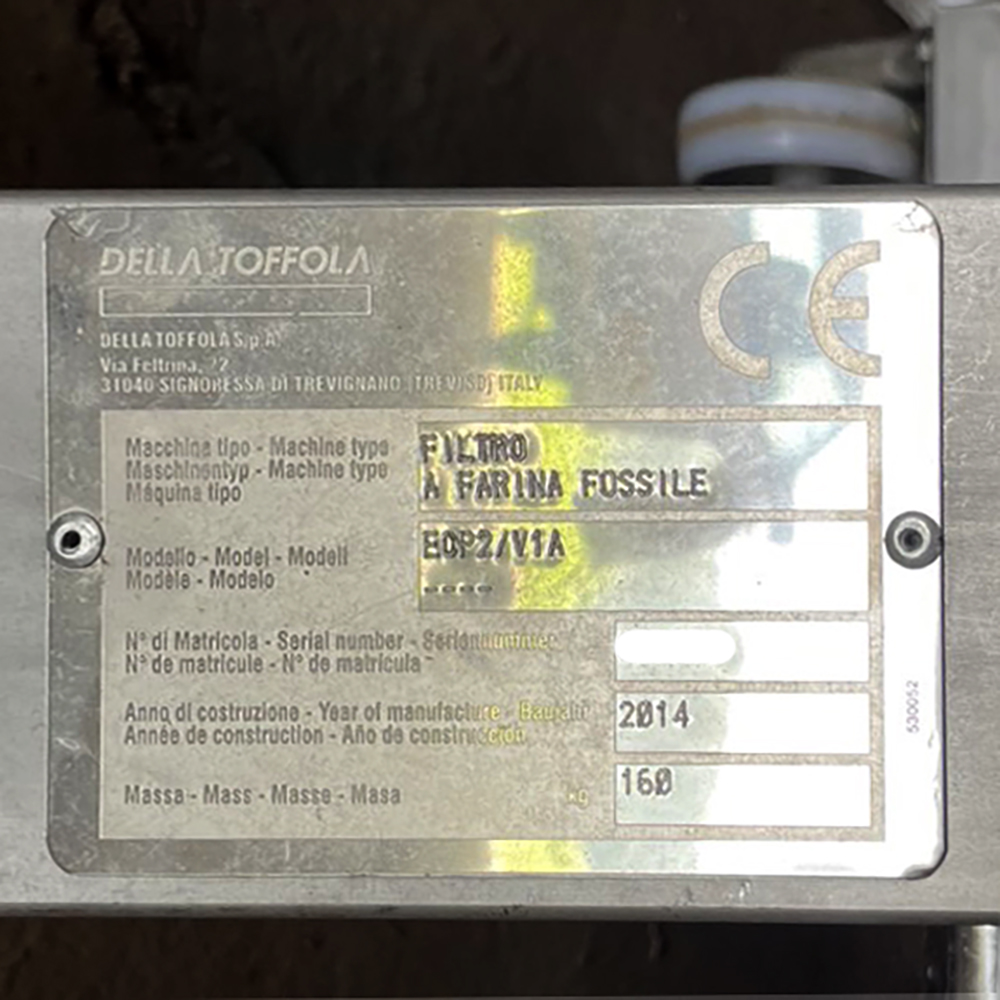 DELLA TOFFOLA
DELLA TOFFOLA S.p.A.
Via Feltrina, 72
31040 SIGNORESSA DI TREVIGNANO (TREVISO) ITALY
CE
Macchina tipo - Machine type
Maschinentyp - Machine type
Máquina tipo
FILTRO
A FARINA FOSSILE
Modello - Model - Modell
Modèle - Modelo
EOP2/V1A
----
N° di Matricola - Serial number - Seriennummer
N° de matricule - N° de matrícula
Anno di costruzione - Year of manufacture - Baujahr
Année de construction - Año de construcción
2014
Massa - Mass - Masse - Masa
kg
160
530052